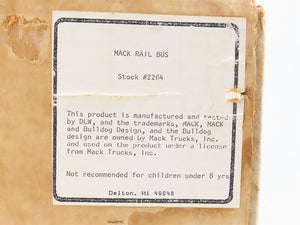 MACK RAIL BUS
Stock #2264
This product is manufactured and tested
by DLW, and the trademarks, MACK, MACK
and Bulldog Design, and the Bulldog
design are owned by Mack Trucks, Inc.
and used on the product under a license
from Mack Trucks, Inc.
Not recommended for children under 8 yrs
Delton, MI 49046